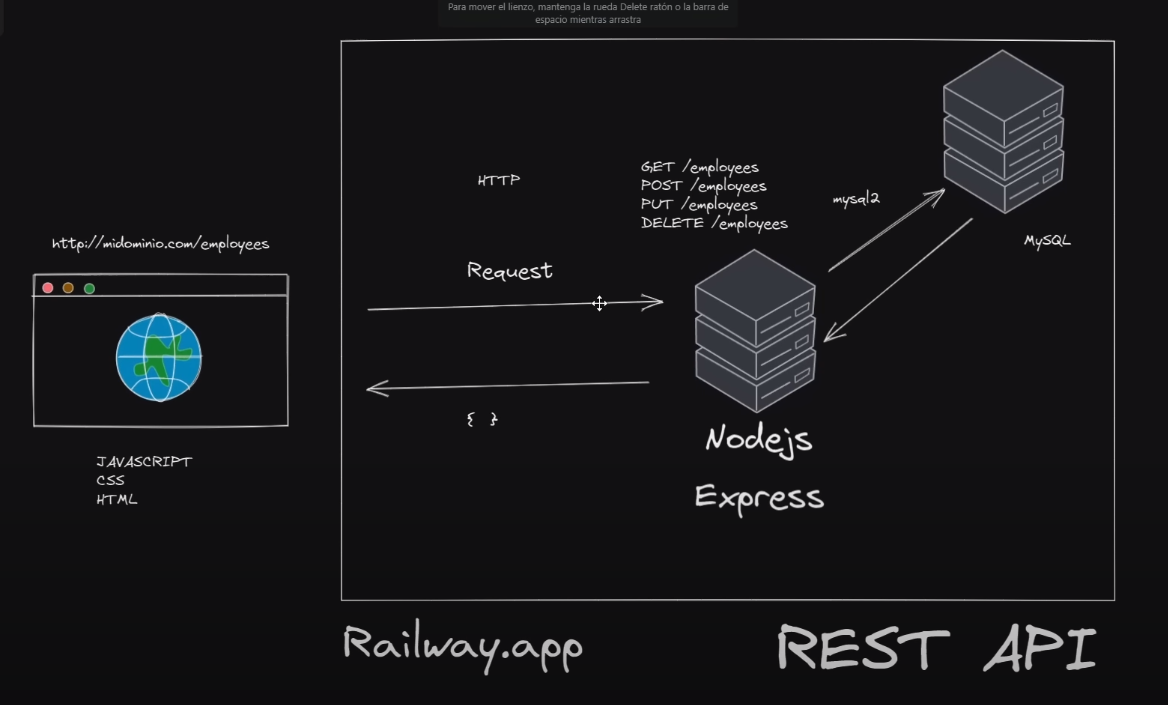 Para mover el lienzo, mantenga la rueda Delete ratón o la barra de
espacio mientras arrastra
HTTP
GET /employees
POST /employees
PUT /employees
DELETE /employees
mysql2
MySQL
http://midominio.com/employees
Request
{ }
Nodejs
Express
JAVASCRIPT
CSS
HTML
Railway.app
REST API